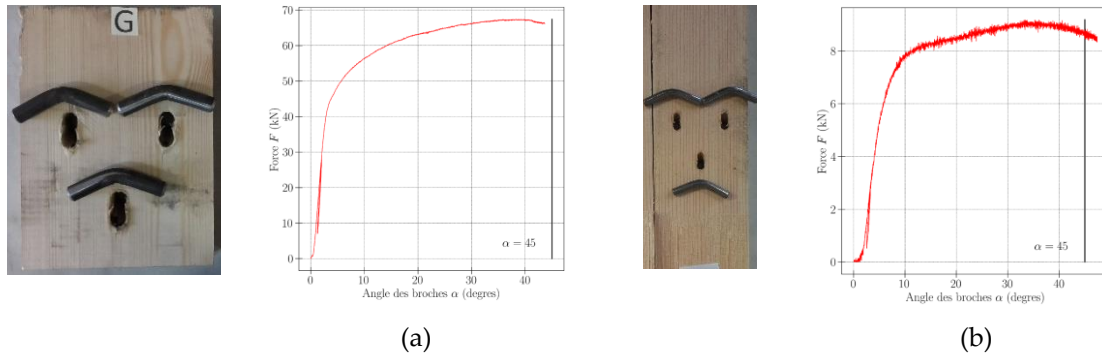 G
70
60
50
40
30
20
10
0
Force F (kN)
α = 45
0 10 20 30 40
Angle des broches α (degres)
8
6
4
2
0
Force F (kN)
α = 45
0 10 20 30 40
Angle des broches α (degres)
(a) (b)